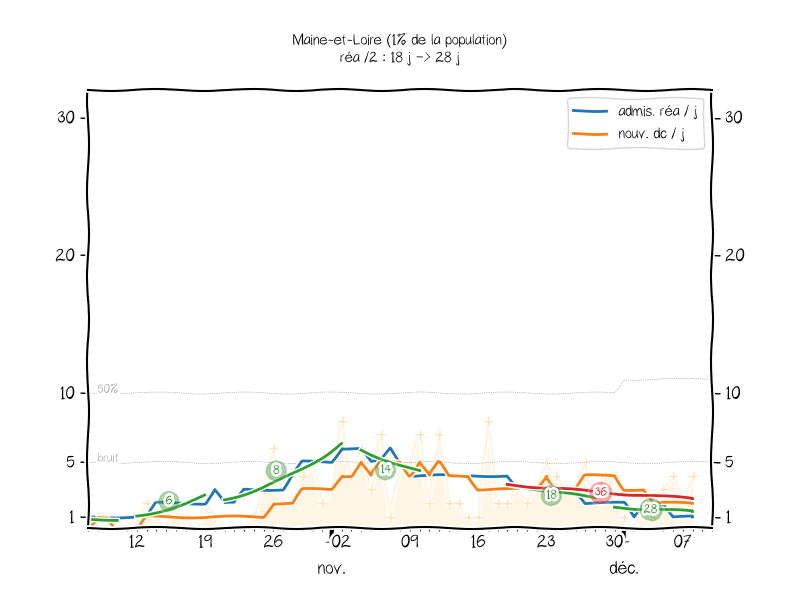 Maine-et-Loire (1% de la population)
réa /2 : 18 j -> 28 j
admis. réa / j
nouv. dc / j
30
30
20
20
50%
10
10
bruit
5
5
1
1
6
8
14
18
36
28
12 19 26 02 09 16 23 30 07
nov. déc.